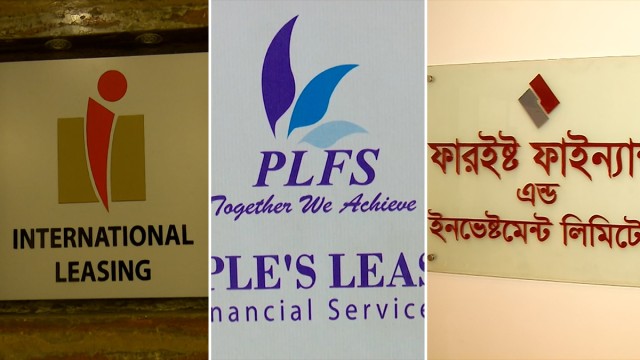 INTERNATIONAL
LEASING
PLFS
Together We Achieve
PLE'S LEAS
nancial Service
ফারইষ্ট ফাইন্যান
এন্ড
ইনভেষ্টমেন্ট লিমিটে